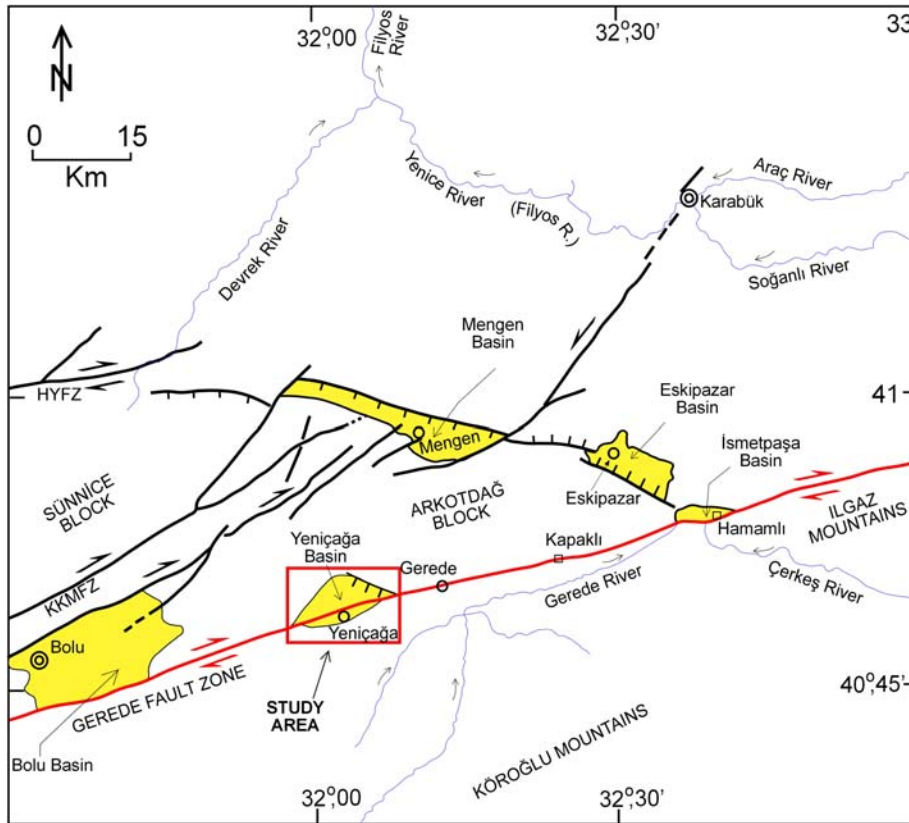 32°,00
32°,30'
33
Filyos
River
N
0 15
Km
Araç River
Karabük
Yenice River
(Filyos R.)
Soğanlı River
Devrek River
Mengen
Basin
HYFZ
41
Eskipazar
Basin
Mengen
İsmetpaşa
Basin
Eskipazar
SÜNNİCE
BLOCK
ARKOTDAĞ
BLOCK
ILGAZ
MOUNTAINS
Hamamlı
Kapaklı
Yeniçağa
Basin
Gerede
Gerede River
Çerkeş River
KKMFZ
Yeniçağa
Bolu
GEREDE FAULT ZONE
STUDY
AREA
40°,45'
Bolu Basin
KÖROĞLU MOUNTAINS
32°,00
32°,30'